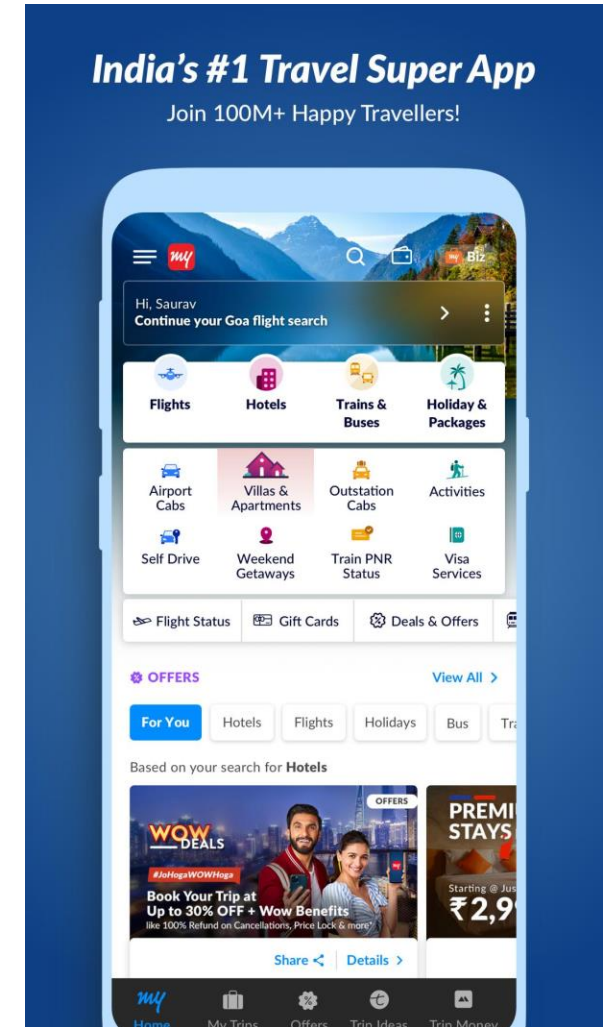 India's #1 Travel Super App
Join 100M+ Happy Travellers!
my
my Biz
Hi, Saurav
Continue your Goa flight search
Flights
Hotels
Trains &
Buses
Holiday &
Packages
Airport
Cabs
Villas &
Apartments
Outstation
Cabs
Activities
Self Drive
Weekend
Getaways
Train PNR
Status
Visa
Services
Flight Status
Gift Cards
Deals & Offers
OFFERS
View All
For You
Hotels
Flights
Holidays
Bus
Tra
Based on your search for Hotels
OFFERS
WOW
DEALS
#JoHogaWOWHoga
Book Your Trip at
Up to 30% OFF + Wow Benefits
like 100% Refund on Cancellations, Price Lock & more*
Share
Details
PREMI
STAYS
Starting @ Jus
₹2,9
my
Home
My Trips
Offers
Trip Ideas
Trip Money